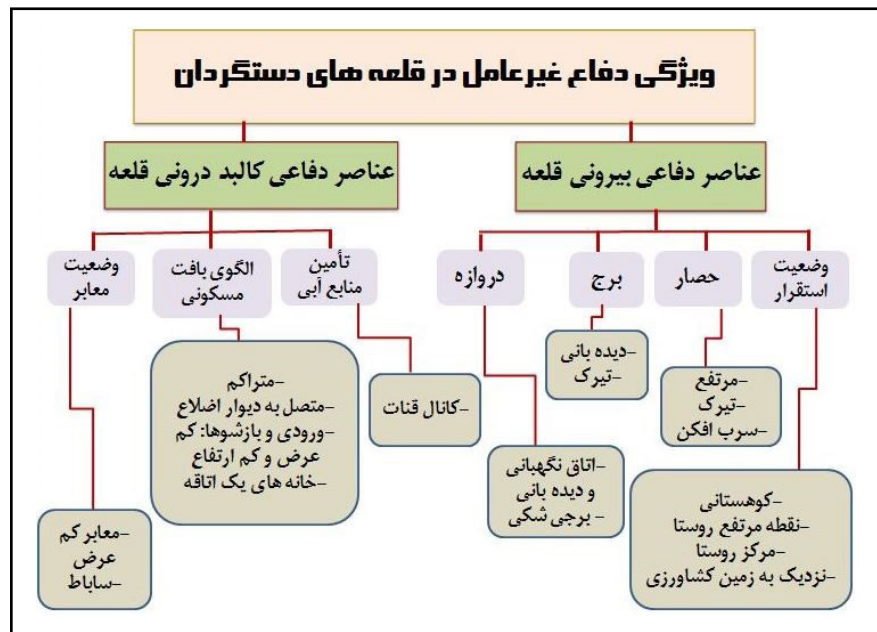 ویژگی دفاع غیرعامل در قلعه های دستگردان
عناصر دفاعی بیرونی قلعه
عناصر دفاعی کالبد درونی قلعه
وضعیت
استقرار
حصار
برج
دروازه
تأمین
منابع آبی
الگوی بافت
مسکونی
وضعیت
معابر
-کوهستانی
-نقطه مرتفع روستا
-مرکز روستا
-نزدیک به زمین کشاورزی
-مرتفع
-تیرک
-سرب افکن
-دیده بانی
-تیرک
-اتاق نگهبانی
و دیده بانی
- برجی شکی
-کانال قنات
-متراکم
-متصل به دیوار اضلاع
-ورودی و بازشوها: کم
عرض و کم ارتفاع
-خانه های یک اتاقه
-معابر کم
عرض
-ساباط